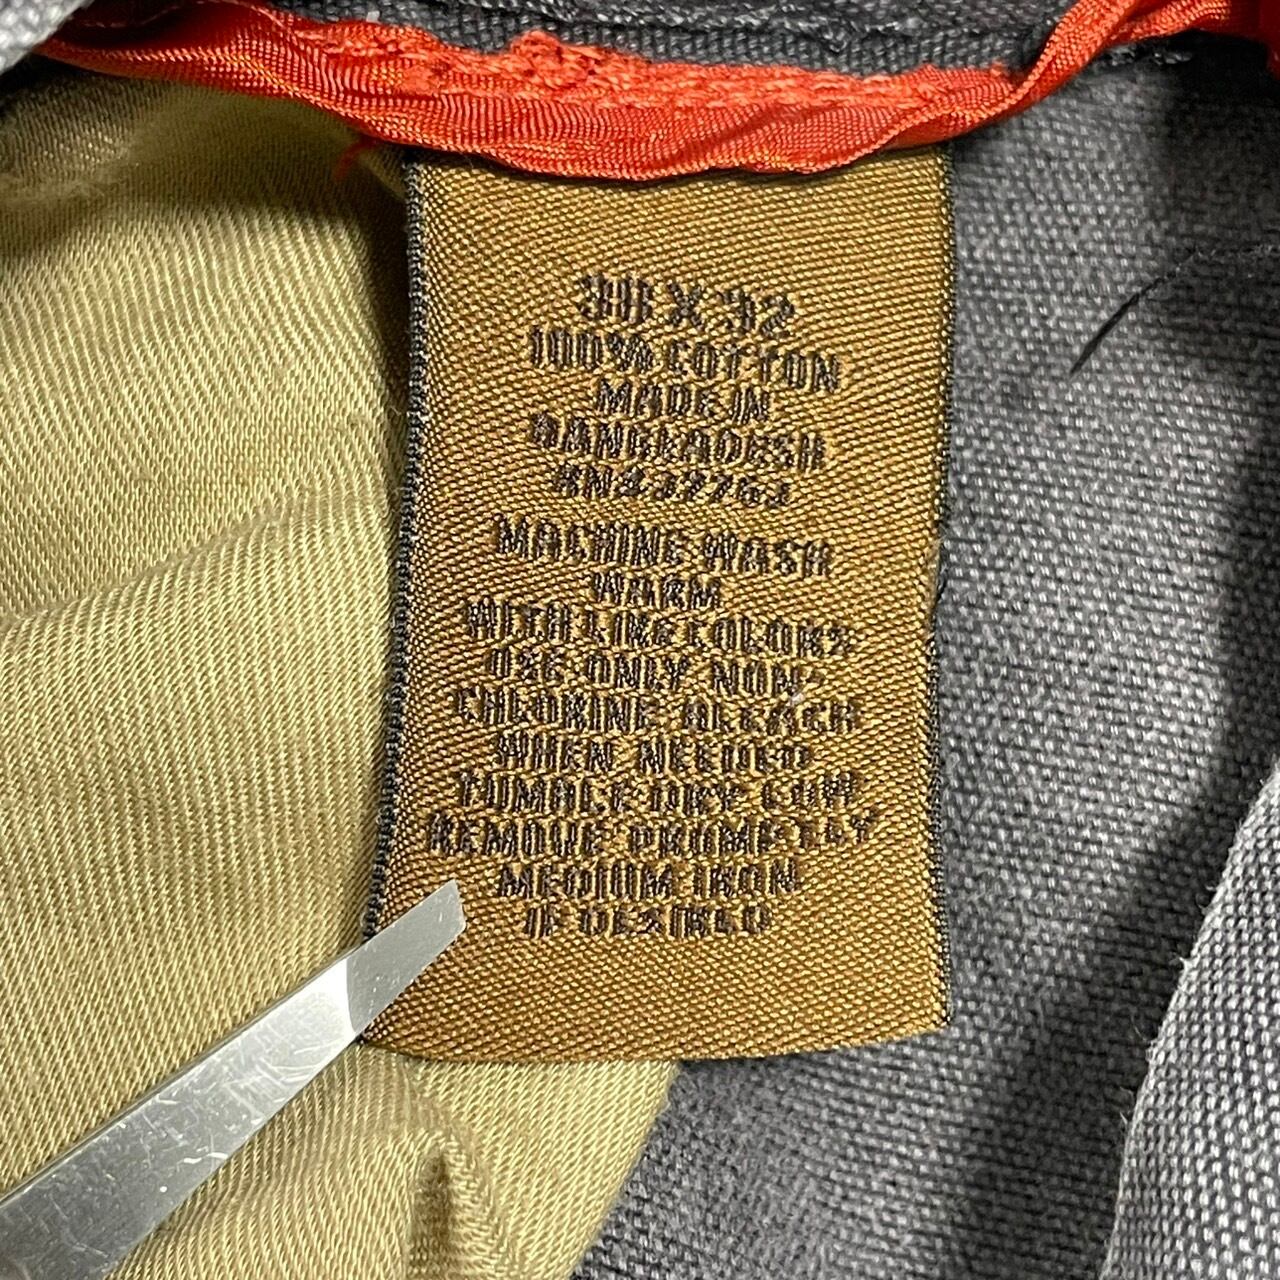 38 X 32
100% COTTON
MADE IN
BANGLADESH
MACHINE WASH
WARM
WITH LIKE COLORS
USE ONLY NON-
CHLORINE BLEACH
WHEN NEEDED
TUMBLE DRY LOW
REMOVE PROMPTLY
MEDIUM IRON
IF DESIRED